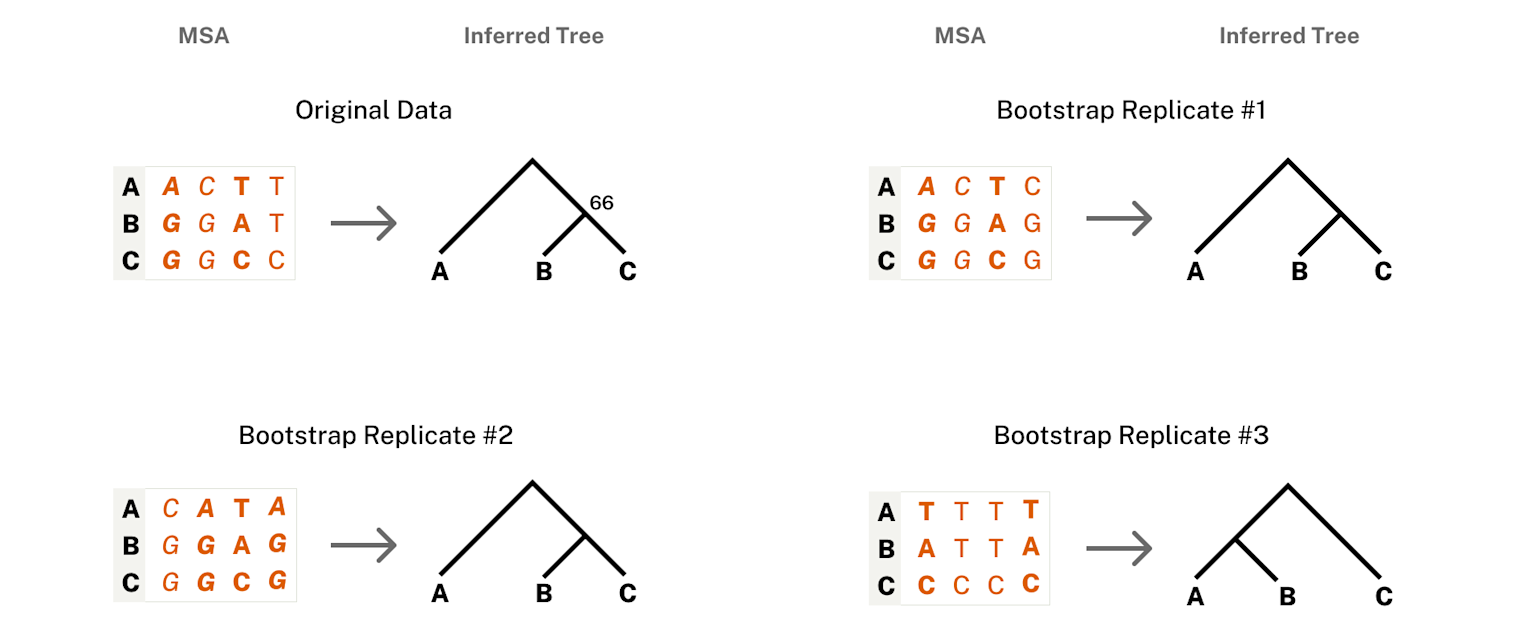 MSA Inferred Tree MSA Inferred Tree
Original Data
A A C T T
B G G A T
C G G C C
66
A B C
Bootstrap Replicate #1
A A C T C
B G G A G
C G G C G
A B C
Bootstrap Replicate #2
A C A T A
B G G A G
C G G C G
A B C
Bootstrap Replicate #3
A T T T T
B A T T A
C C C C C
A B C